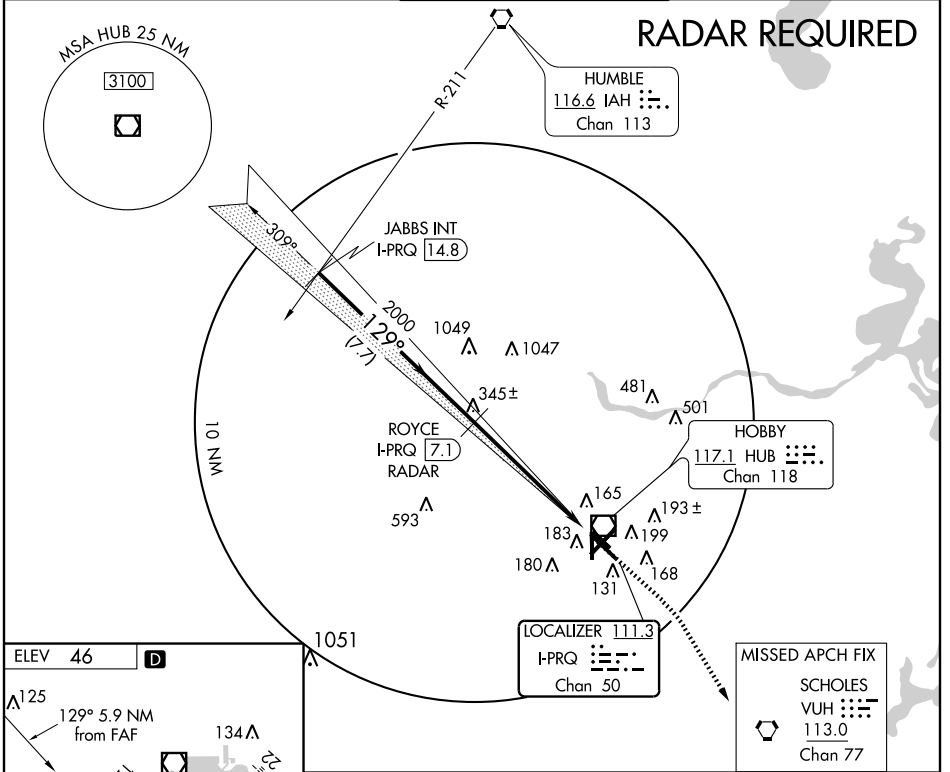 RADAR REQUIRED
MSA HUB 25 NM
3100
HUMBLE
116.6 IAH
Chan 113
R-211
309°
JABBS INT
I-PRQ 14.8
2000
129°
(7.7)
1049
1047
345±
481
501
ROYCE
I-PRQ 7.1
RADAR
10 NM
HOBBY
117.1 HUB
Chan 118
593
165
193±
183
199
180
168
131
LOCALIZER 111.3
I-PRQ
Chan 50
1051
MISSED APCH FIX
SCHOLES
VUH
113.0
Chan 77
ELEV 46
D
125
129° 5.9 NM
from FAF
134
22